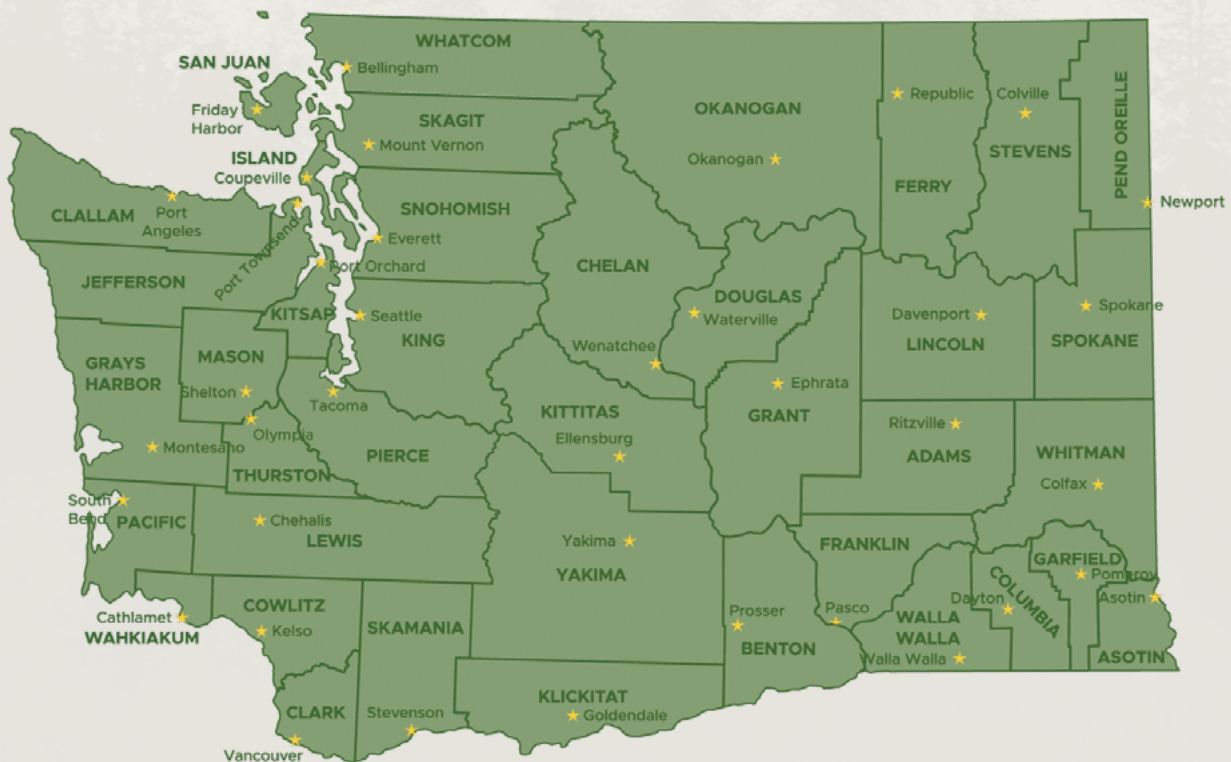 WHATCOM
SAN JUAN
Bellingham
Friday
Harbor
SKAGIT
Mount Vernon
ISLAND
Coupeville
OKANOGAN
Okanogan
Republic
FERRY
Colville
STEVENS
PEND OREILLE
Newport
CLALLAM
Port
Angeles
Port Townsend
SNOHOMISH
Everett
Port Orchard
JEFFERSON
KITSAP
Seattle
KING
CHELAN
Wenatchee
DOUGLAS
Waterville
Davenport
LINCOLN
Spokane
SPOKANE
GRAYS
HARBOR
MASON
Shelton
Tacoma
Olympia
Montesano
THURSTON
PIERCE
KITTITAS
Ellensburg
Ephrata
GRANT
Ritzville
ADAMS
WHITMAN
Colfax
South
Bend
PACIFIC
Chehalis
LEWIS
Yakima
YAKIMA
FRANKLIN
GARFIELD
Pomeroy
Asotin
ASOTIN
COLUMBIA
Dayton
Cathlamet
WAHKIAKUM
COWLITZ
Kelso
SKAMANIA
Prosser
BENTON
Pasco
WALLA
WALLA
Walla Walla
CLARK
Vancouver
Stevenson
KLICKITAT
Goldendale